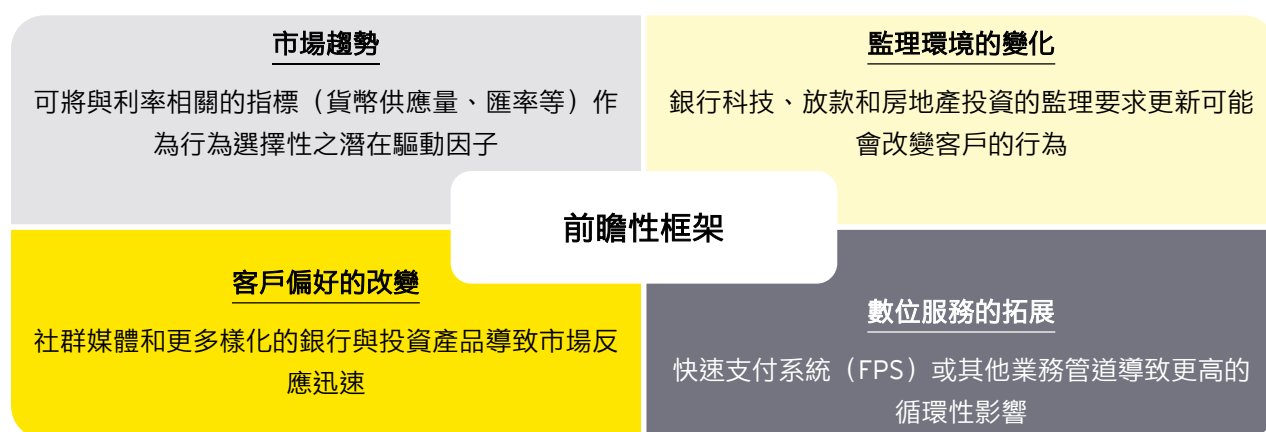 市場趨勢
可將與利率相關的指標（貨幣供應量、匯率等）作
為行為選擇性之潛在驅動因子
監理環境的變化
銀行科技、放款和房地產投資的監理要求更新可能
會改變客戶的行為
前瞻性框架
客戶偏好的改變
社群媒體和更多樣化的銀行與投資產品導致市場反
應迅速
數位服務的拓展
快速支付系統（FPS）或其他業務管道導致更高的
循環性影響